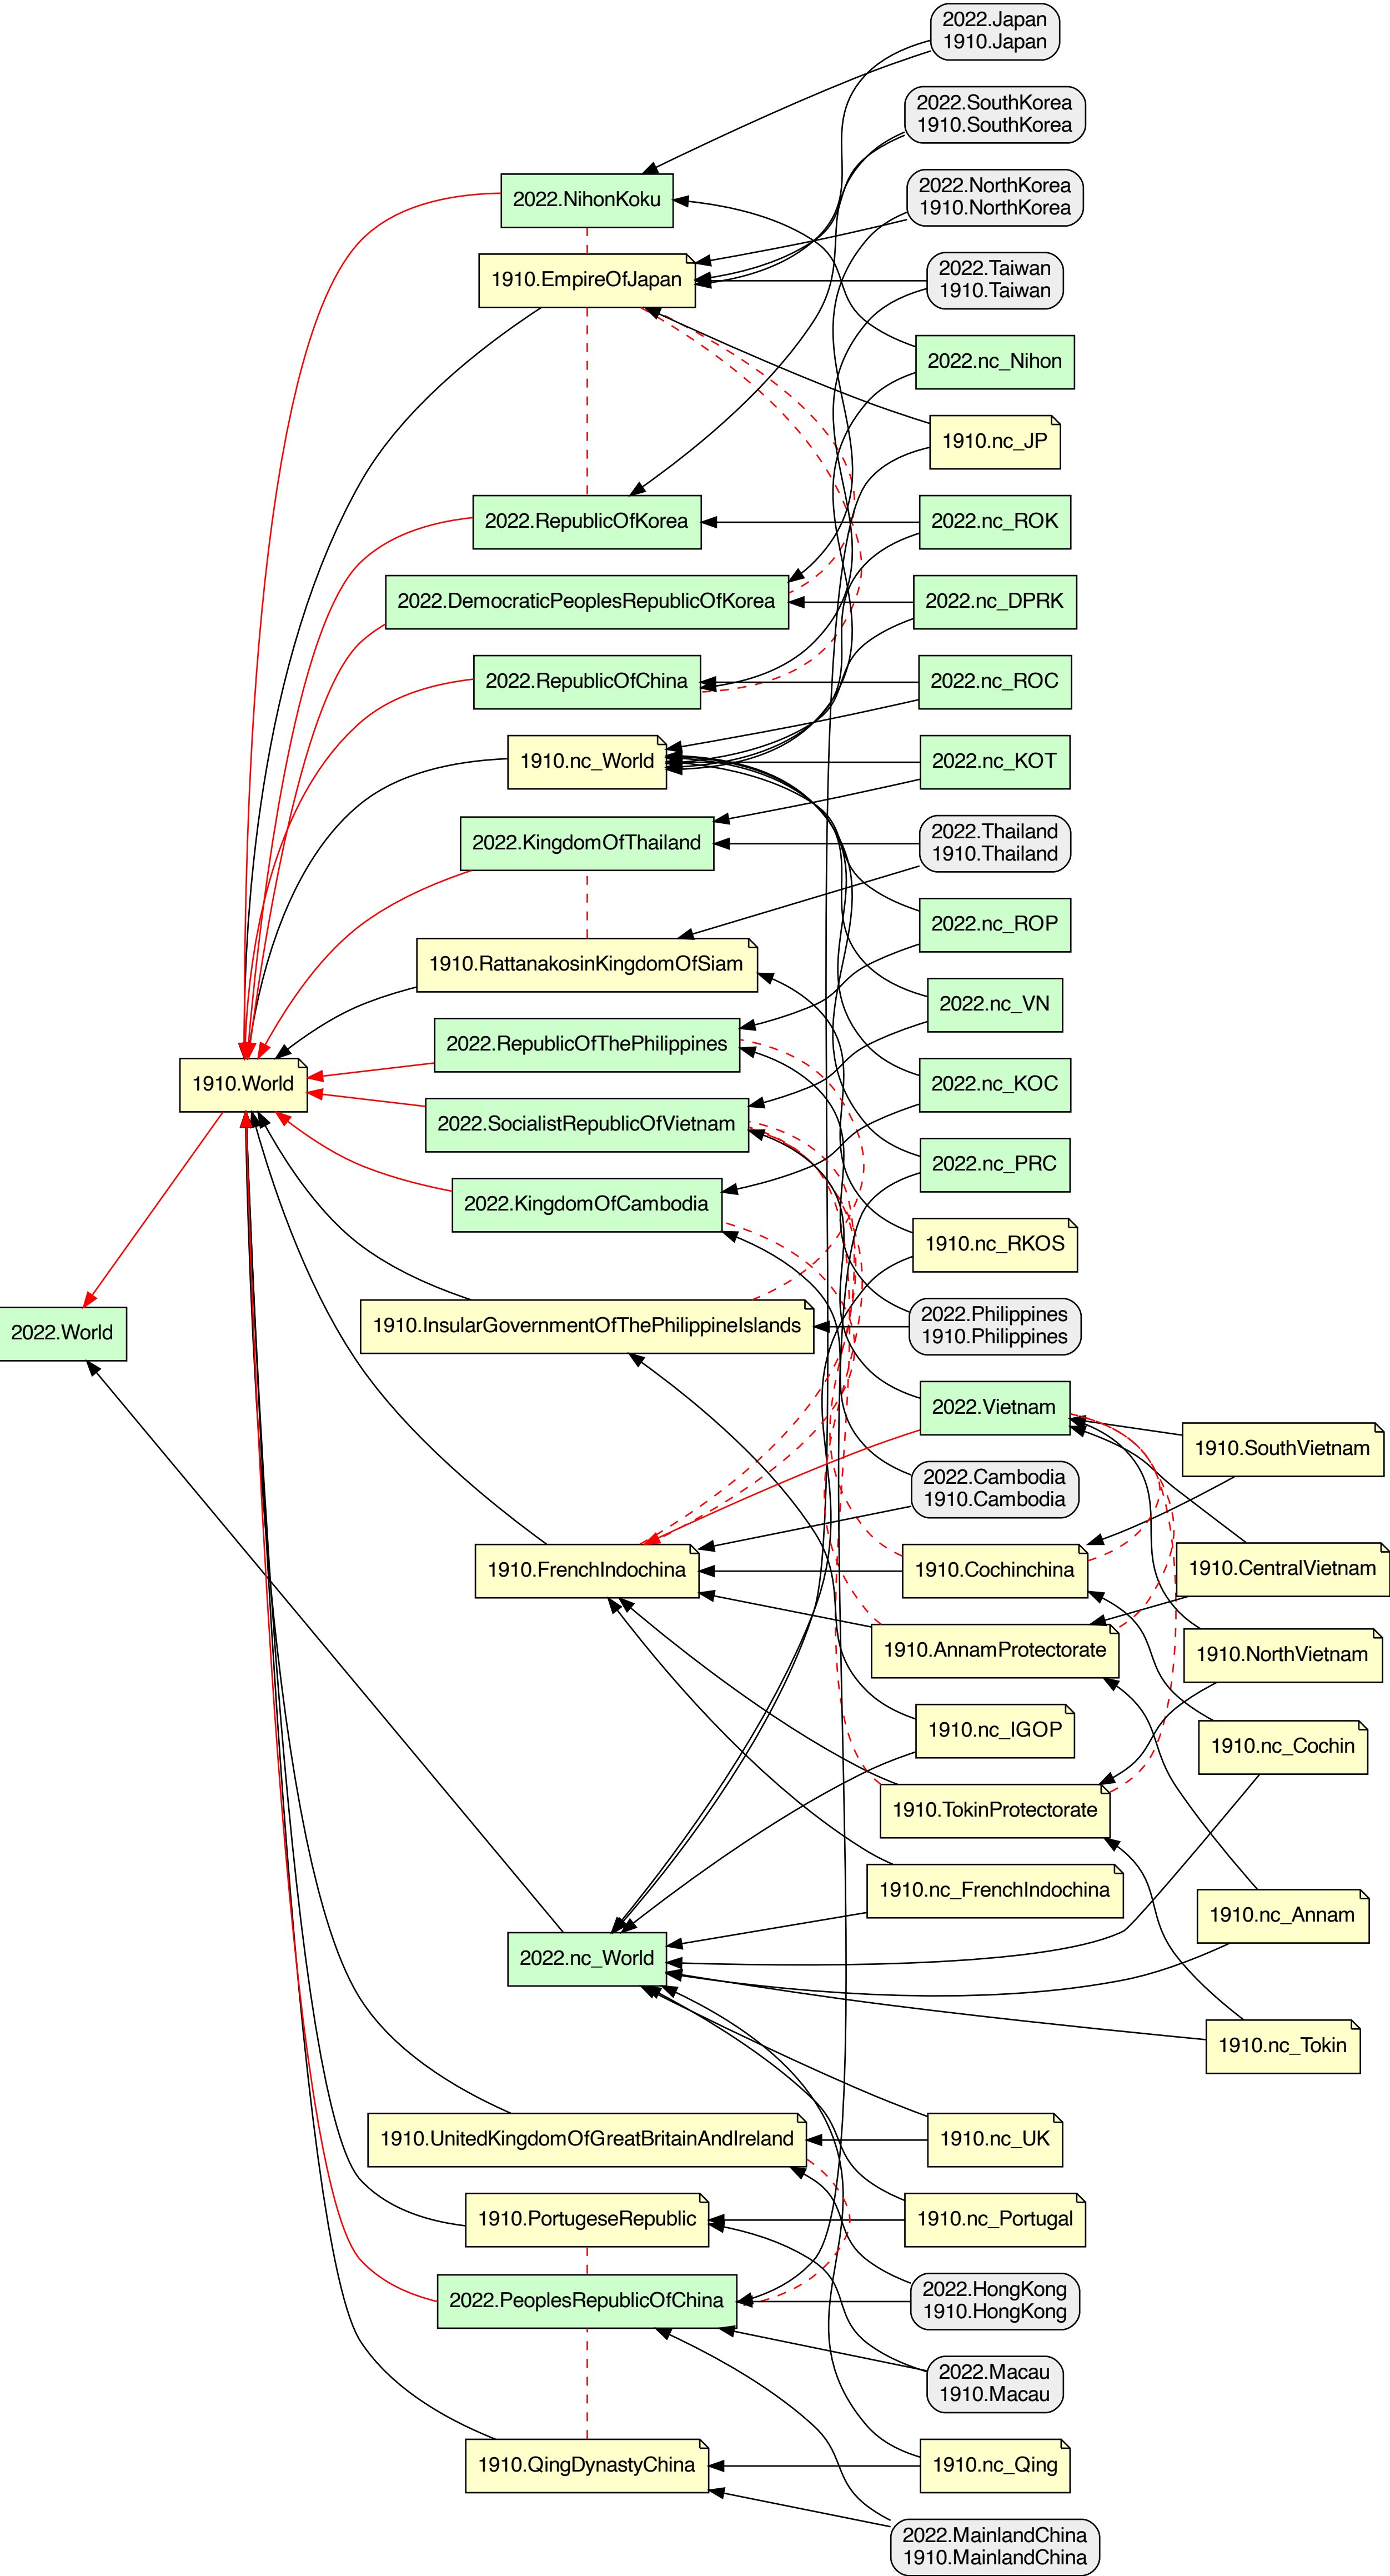 2022.Japan
1910.Japan
2022.SouthKorea
1910.SouthKorea
2022.NorthKorea
1910.NorthKorea
2022.NihonKoku
2022.Taiwan
1910.Taiwan
1910.EmpireOfJapan
2022.nc_Nihon
1910.nc_JP
2022.RepublicOfKorea
2022.nc_ROK
2022.DemocraticPeoplesRepublicOfKorea
2022.nc_DPRK
2022.RepublicOfChina
2022.nc_ROC
1910.nc_World
2022.nc_KOT
2022.KingdomOfThailand
2022.Thailand
1910.Thailand
2022.nc_ROP
1910.RattanakosinKingdomOfSiam
2022.nc_VN
2022.RepublicOfThePhilippines
1910.World
2022.nc_KOC
2022.SocialistRepublicOfVietnam
2022.nc_PRC
2022.KingdomOfCambodia
1910.nc_RKOS
2022.World
1910.InsularGovernmentOfThePhilippineIslands
2022.Philippines
1910.Philippines
2022.Vietnam
1910.SouthVietnam
2022.Cambodia
1910.Cambodia
1910.FrenchIndochina
1910.Cochinchina
1910.CentralVietnam
1910.AnnamProtectorate
1910.NorthVietnam
1910.nc_IGOP
1910.nc_Cochin
1910.TokinProtectorate
1910.nc_FrenchIndochina
1910.nc_Annam
2022.nc_World
1910.nc_Tokin
1910.UnitedKingdomOfGreatBritainAndIreland
1910.nc_UK
1910.PortugeseRepublic
1910.nc_Portugal
2022.PeoplesRepublicOfChina
2022.HongKong
1910.HongKong
2022.Macau
1910.Macau
1910.QingDynastyChina
1910.nc_Qing
2022.MainlandChina
1910.MainlandChina